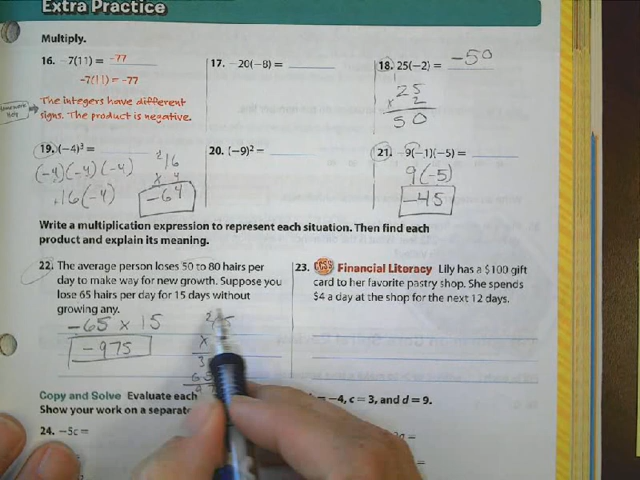 Extra Practice
Multiply.
16. -7(11) = -77
-7(11) = -77
The integers have different
signs. The product is negative.
17. -20(-8) =
18. 25(-2) = -50
25
x 2
50
19. (-4)³ =
(-4)(-4)(-4)
16(-4)
16
x 4
-64
20. (-9)² =
21. -9(-1)(-5) =
9(-5)
-45
Write a multiplication expression to represent each situation. Then find each
product and explain its meaning.
22. The average person loses 50 to 80 hairs per
day to make way for new growth. Suppose you
lose 65 hairs per day for 15 days without
growing any.
-65 x 15
-975
23. Financial Literacy Lily has a $100 gift
card to her favorite pastry shop. She spends
$4 a day at the shop for the next 12 days.
Copy and Solve Evaluate each
= -4, c = 3, and d = 9.
Show your work on a separate
24. -5c =